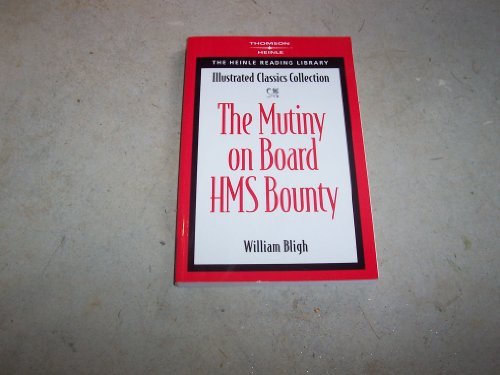 THOMSON
HEINLE
THE HEINLE READING LIBRARY
Illustrated Classics Collection
The Mutiny
on Board
HMS Bounty
William Bligh